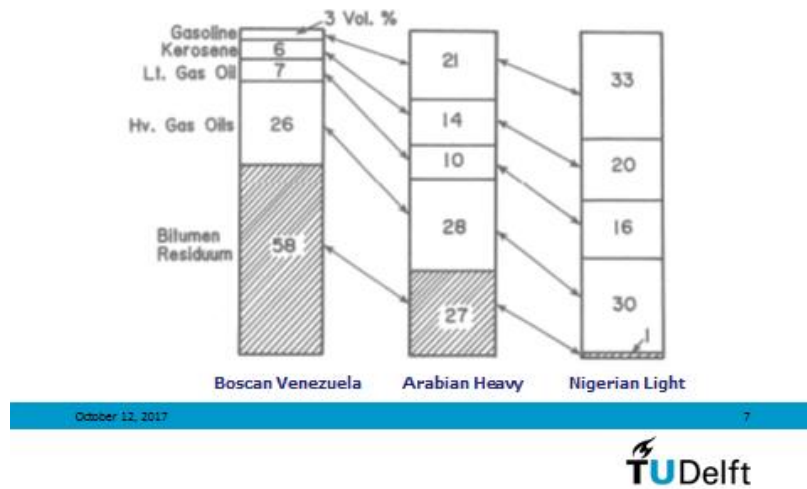 3 Vol. %
Gasoline
Kerosene 6
Lt. Gas Oil 7
Hv. Gas Oils 26
Bitumen
Residuum 58
21
14
10
28
27
33
20
16
30
1
Boscan Venezuela Arabian Heavy Nigerian Light
October 12, 2017 7
TUDelft